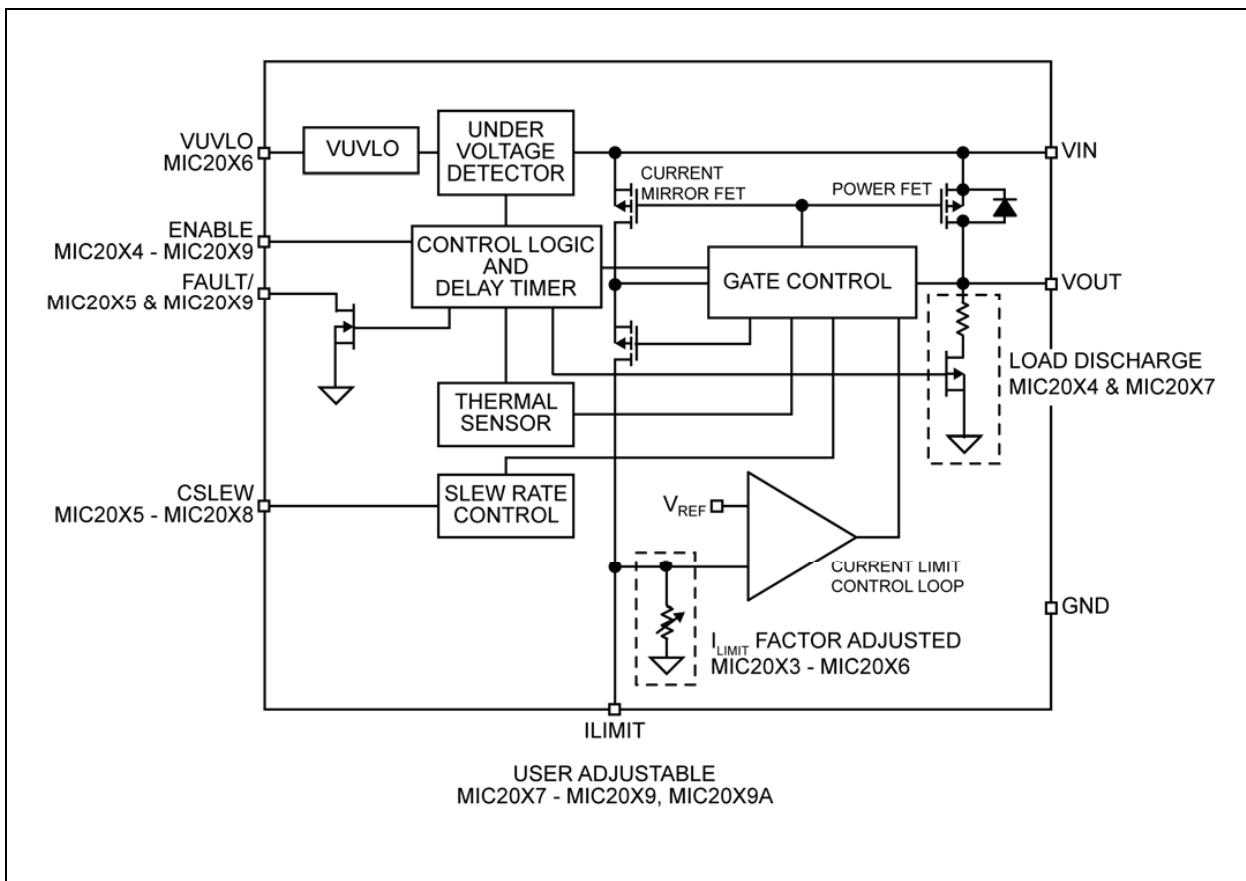 VUVLO
MIC20X6
VUVLO
UNDER
VOLTAGE
DETECTOR
CURRENT
MIRROR FET
POWER FET
VIN
ENABLE
MIC20X4 - MIC20X9
FAULT/
MIC20X5 & MIC20X9
CONTROL LOGIC
AND
DELAY TIMER
GATE CONTROL
VOUT
LOAD DISCHARGE
MIC20X4 & MIC20X7
THERMAL
SENSOR
CSLEW
MIC20X5 - MIC20X8
SLEW RATE
CONTROL
VREF
CURRENT LIMIT
CONTROL LOOP
GND
ILIMIT FACTOR ADJUSTED
MIC20X3 - MIC20X6
ILIMIT
USER ADJUSTABLE
MIC20X7 - MIC20X9, MIC20X9A